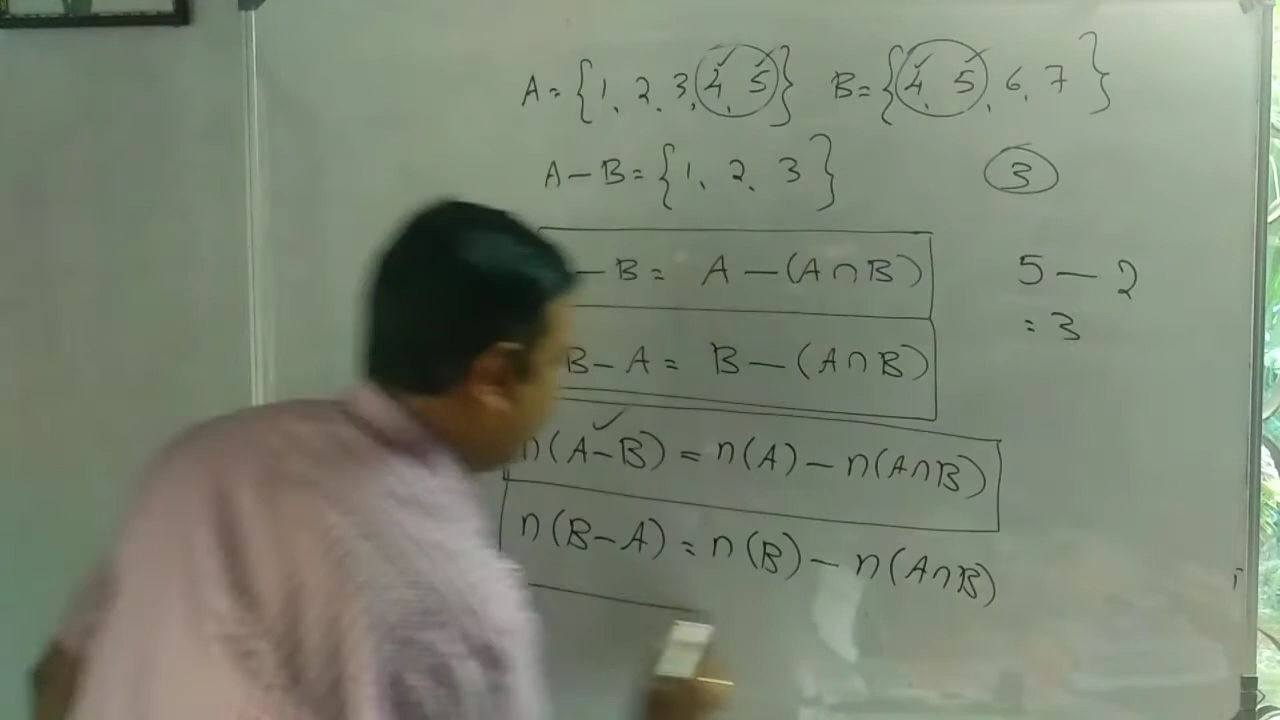 A = {1, 2, 3, 4, 5} B = {4, 5, 6, 7}
A - B = {1, 2, 3} 3
- B = A - (A ∩ B) 5 - 2
= 3
B - A = B - (A ∩ B)
n(A - B) = n(A) - n(A ∩ B)
n(B - A) = n(B) - n(A ∩ B)